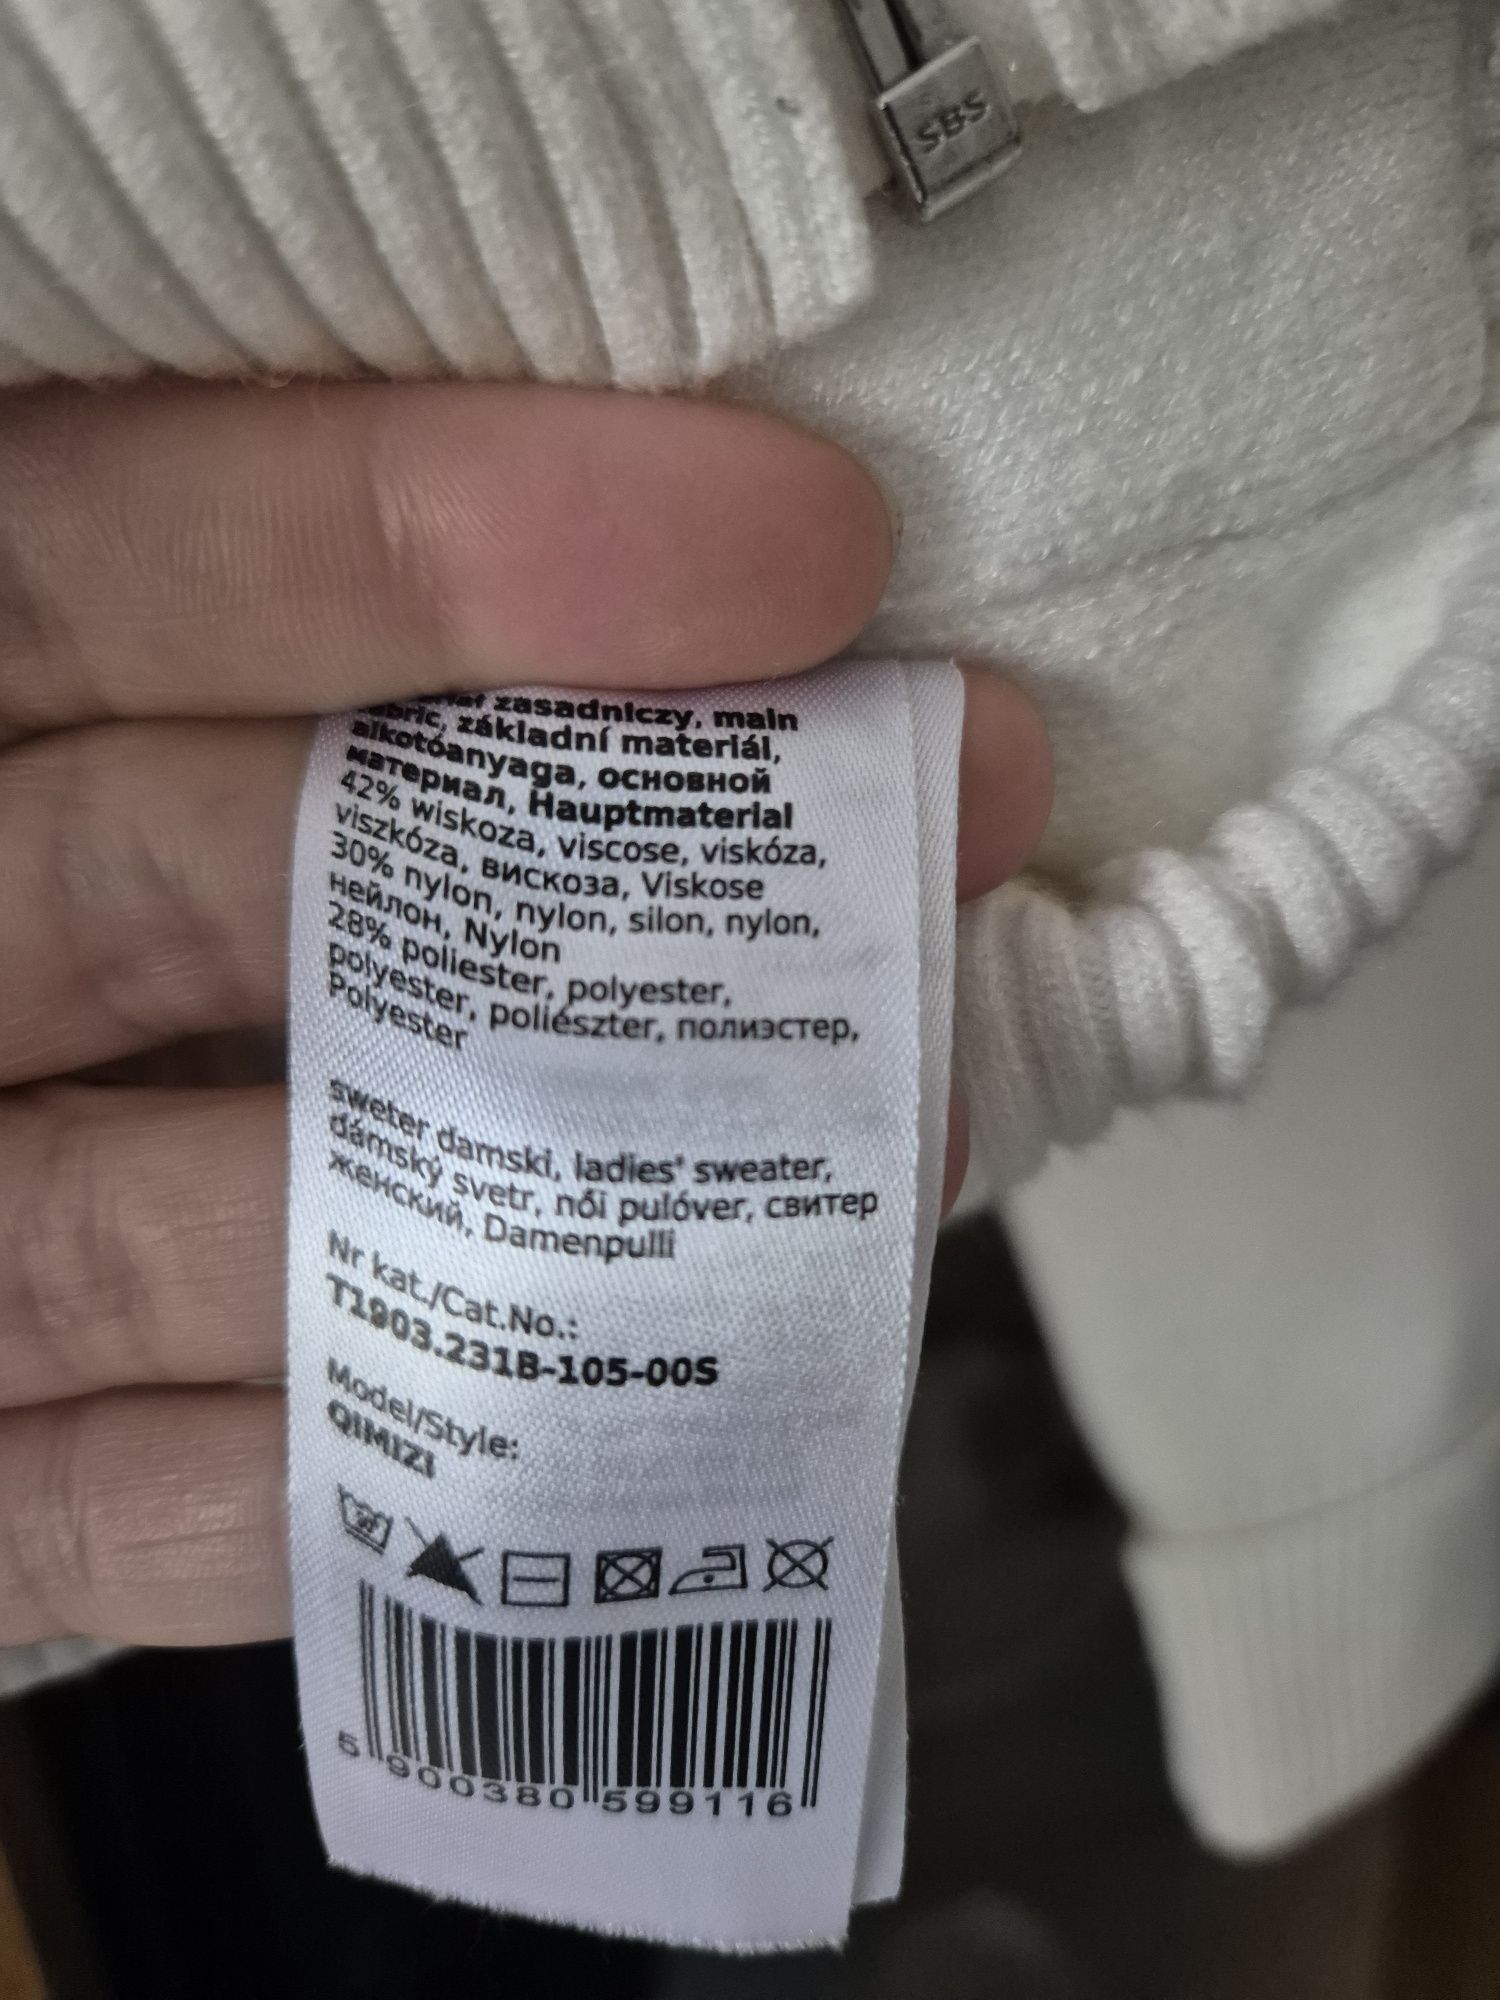 SBS
zasadniczy, main
fabric, základní materiál,
alkotóanyaga, основной
материал, Hauptmaterial
42% wiskoza, viscose, viskóza,
viszkóza, вискоза, Viskose
30% nylon, nylon, silon, nylon,
нейлон, Nylon
28% poliester, polyester,
polyester, poliészter, полиэстер,
Polyester
sweter damski, ladies' sweater,
dámský svetr, női pulóver, свитер
женский, Damenpulli
Nr kat./Cat.No.:
T1903.231B-105-00S
Model/Style:
QIMIZI
5 900380 599116